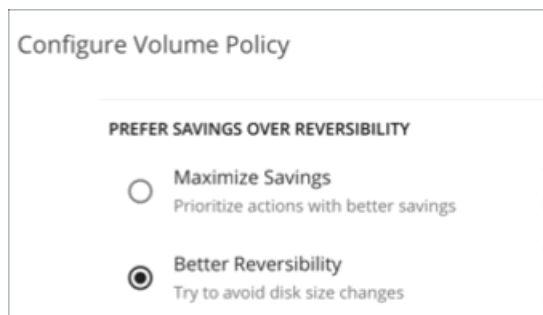 Configure Volume Policy
PREFER SAVINGS OVER REVERSIBILITY
Maximize Savings
Prioritize actions with better savings
Better Reversibility
Try to avoid disk size changes